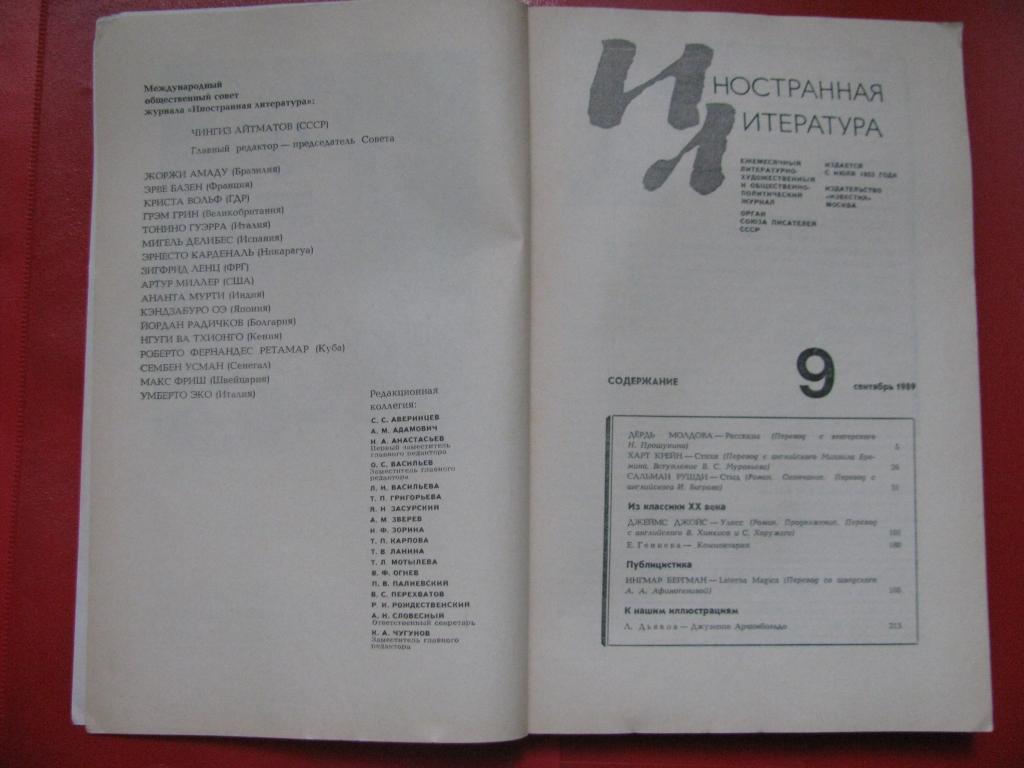 Международный
общественный совет
журнала «Иностранная литература»:
ЧИНГИЗ АЙТМАТОВ (СССР)
Главный редактор — председатель Совета
ЖОРЖИ АМАДУ (Бразилия)
ЭРВЕ БАЗЕН (Франция)
КРИСТА ВОЛЬФ (ГДР)
ГРЭМ ГРИН (Великобритания)
ТОНИНО ГУЭРРА (Италия)
МИГЕЛЬ ДЕЛИБЕС (Испания)
ЭРНЕСТО КАРДЕНАЛЬ (Никарагуа)
ЗИГФРИД ЛЕНЦ (ФРГ)
АРТУР МИЛЛЕР (США)
АНАНТА МУРТИ (Индия)
КЭНДЗАБУРО ОЭ (Япония)
ЙОРДАН РАДИЧКОВ (Болгария)
НГУГИ ВА ТХИОНГО (Кения)
РОБЕРТО ФЕРНАНДЕС РЕТАМАР (Куба)
СЕМБЕН УСМАН (Сенегал)
МАКС ФРИШ (Швейцария)
УМБЕРТО ЭКО (Италия)
Редакционная
коллегия:
С. С. АВЕРИНЦЕВ
А. М. АДАМОВИЧ
Н. А. АНАСТАСЬЕВ
Первый заместитель
главного редактора
О. С. ВАСИЛЬЕВ
Заместитель главного
редактора
Л. Н. ВАСИЛЬЕВА
Т. П. ГРИГОРЬЕВА
Я. Н. ЗАСУРСКИЙ
А. М. ЗВЕРЕВ
Н. Ф. ЗОРИНА
Т. П. КАРПОВА
Т. В. ЛАНИНА
Т. Л. МОТЫЛЕВА
В. Ф. ОГНЕВ
П. В. ПАЛИЕВСКИЙ
В. С. ПЕРЕХВАТОВ
Р. И. РОЖДЕСТВЕНСКИЙ
А. Н. СЛОВЕСНЫЙ
Ответственный секретарь
К. А. ЧУГУНОВ
Заместитель главного
редактора
ИНОСТРАННАЯ
ЛИТЕРАТУРА
ЕЖЕМЕСЯЧНЫЙ
ЛИТЕРАТУРНО-
ХУДОЖЕСТВЕННЫЙ
И ОБЩЕСТВЕННО-
ПОЛИТИЧЕСКИЙ
ЖУРНАЛ
ОРГАН
СОЮЗА ПИСАТЕЛЕЙ
СССР
ИЗДАЕТСЯ
С ИЮЛЯ 1955 ГОДА
ИЗДАТЕЛЬСТВО
«ИЗВЕСТИЯ»
МОСКВА
СОДЕРЖАНИЕ
9
сентябрь 1989
ДЁРДЬ МОЛДОВА — Рассказы (Перевод с венгерского
Н. Прошунина) 5
ХАРТ КРЕЙН — Стихи (Перевод с английского Михаила Ере-
мина. Вступление В. С. Муравьева) 26
САЛЬМАН РУШДИ — Стыд (Роман. Окончание. Перевод с
английского И. Багрова) 31
Из классики XX века
ДЖЕЙМС ДЖОЙС — Улисс (Роман. Продолжение. Перевод
с английского В. Хинкиса и С. Хоружего)
Е. Гениева — Комментарии
Публицистика
ИНГМАР БЕРГМАН — Laterna Magica (Перевод со шведского
А. А. Афиногеновой)
К нашим иллюстрациям
Л. Дьяков — Джузеппе Арчимбольдо 213